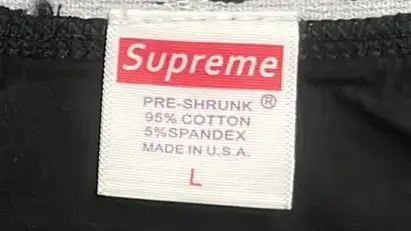 Supreme
PRE-SHRUNK ®
95% COTTON
5%SPANDEX
MADE IN U.S.A.
L